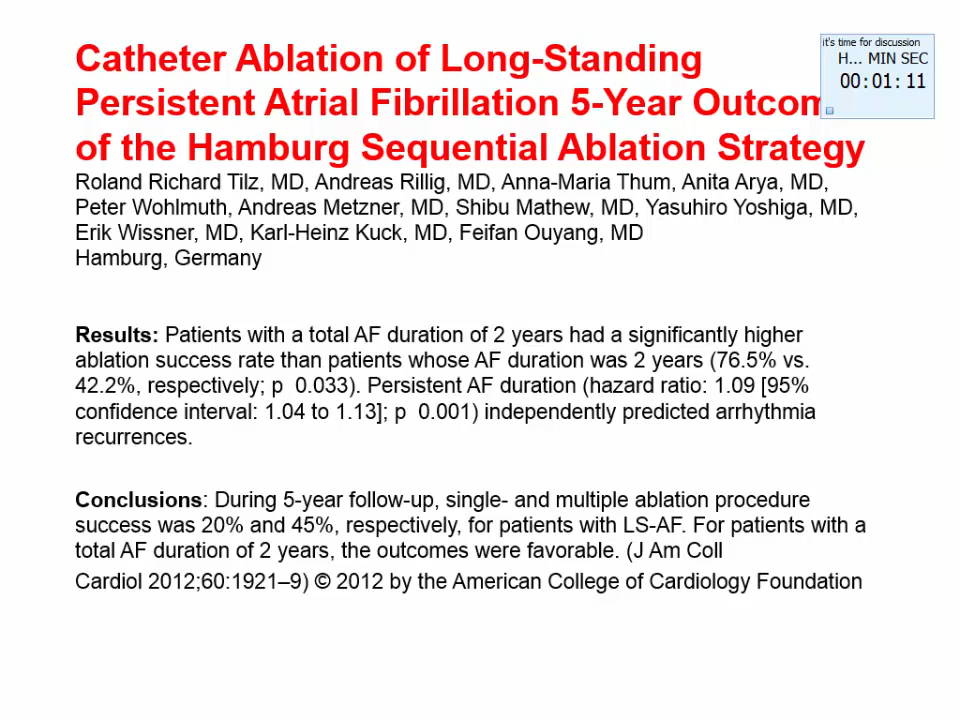 Catheter Ablation of Long-Standing
Persistent Atrial Fibrillation 5-Year Outcom
of the Hamburg Sequential Ablation Strategy
it's time for discussion
H... MIN SEC
00:01:11
Roland Richard Tilz, MD, Andreas Rillig, MD, Anna-Maria Thum, Anita Arya, MD,
Peter Wohlmuth, Andreas Metzner, MD, Shibu Mathew, MD, Yasuhiro Yoshiga, MD,
Erik Wissner, MD, Karl-Heinz Kuck, MD, Feifan Ouyang, MD
Hamburg, Germany
Results: Patients with a total AF duration of 2 years had a significantly higher
ablation success rate than patients whose AF duration was 2 years (76.5% vs.
42.2%, respectively; p 0.033). Persistent AF duration (hazard ratio: 1.09 [95%
confidence interval: 1.04 to 1.13]; p 0.001) independently predicted arrhythmia
recurrences.
Conclusions: During 5-year follow-up, single- and multiple ablation procedure
success was 20% and 45%, respectively, for patients with LS-AF. For patients with a
total AF duration of 2 years, the outcomes were favorable. (J Am Coll
Cardiol 2012;60:1921–9) © 2012 by the American College of Cardiology Foundation